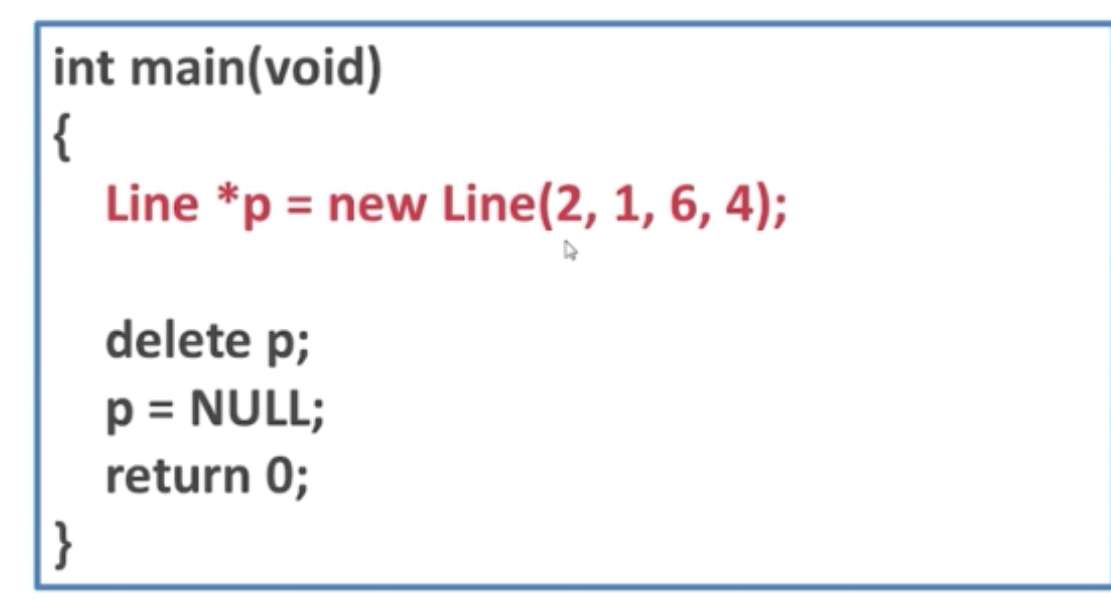 int main(void)
{
Line *p = new Line(2, 1, 6, 4);
delete p;
p = NULL;
return 0;
}